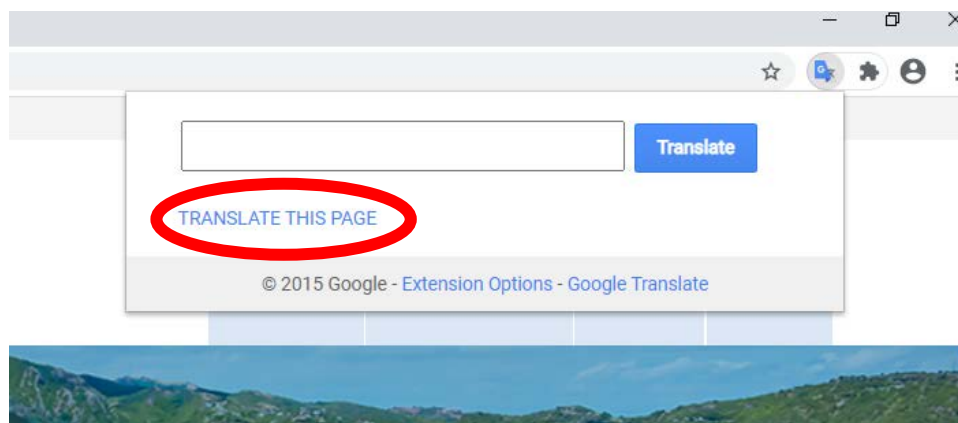 Translate
TRANSLATE THIS PAGE
© 2015 Google - Extension Options - Google Translate